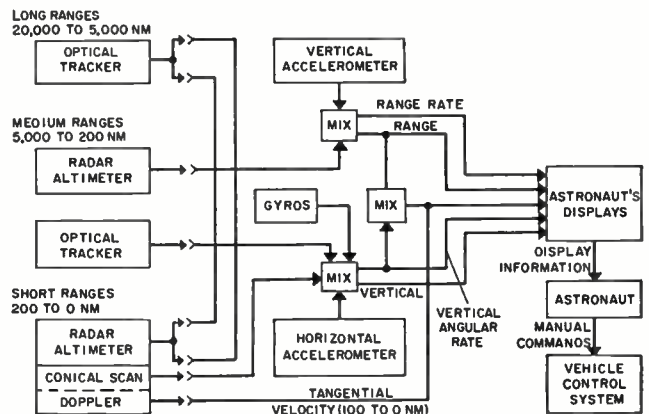 LONG RANGES
20,000 TO 5,000 NM
OPTICAL
TRACKER
MEDIUM RANGES
5,000 TO 200 NM
RADAR
ALTIMETER
OPTICAL
TRACKER
SHORT RANGES
200 TO 0 NM
RADAR
ALTIMETER
CONICAL SCAN
DOPPLER
VERTICAL
ACCELEROMETER
MIX
RANGE RATE
RANGE
GYROS
MIX
MIX
VERTICAL
HORIZONTAL
ACCELEROMETER
VERTICAL
ANGULAR
RATE
TANGENTIAL
VELOCITY (100 TO 0 NM)
ASTRONAUT'S
DISPLAYS
DISPLAY
INFORMATION
ASTRONAUT
MANUAL
COMMANOS
VEHICLE
CONTROL
SYSTEM